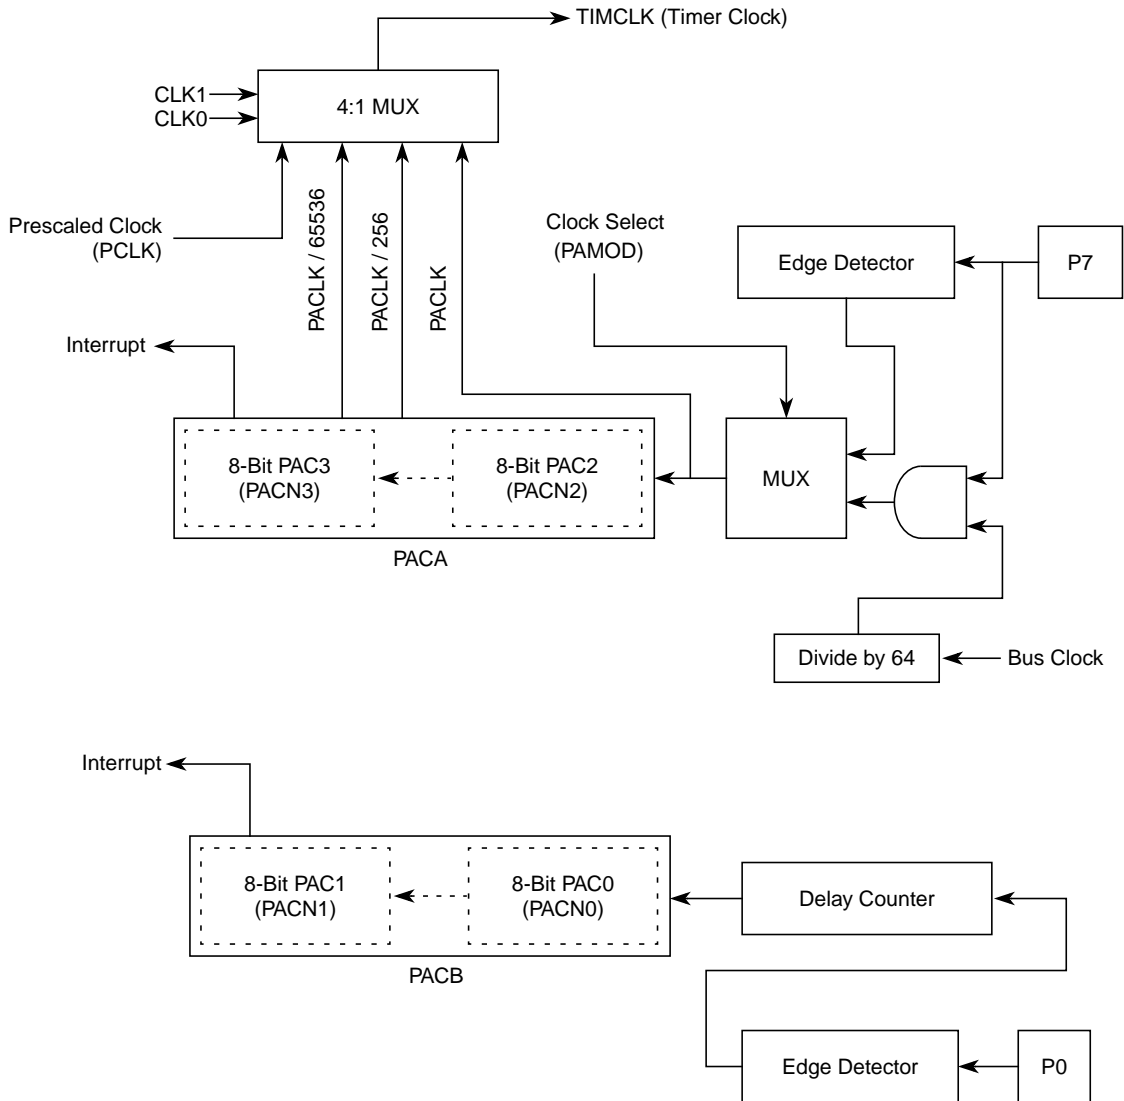 TIMCLK (Timer Clock)
CLK1
CLK0
4:1 MUX
Prescaled Clock
(PCLK)
PACLK / 65536
PACLK / 256
PACLK
Clock Select
(PAMOD)
Edge Detector
P7
Interrupt
8-Bit PAC3
(PACN3)
8-Bit PAC2
(PACN2)
MUX
PACA
Divide by 64
Bus Clock
Interrupt
8-Bit PAC1
(PACN1)
8-Bit PAC0
(PACN0)
Delay Counter
PACB
Edge Detector
P0